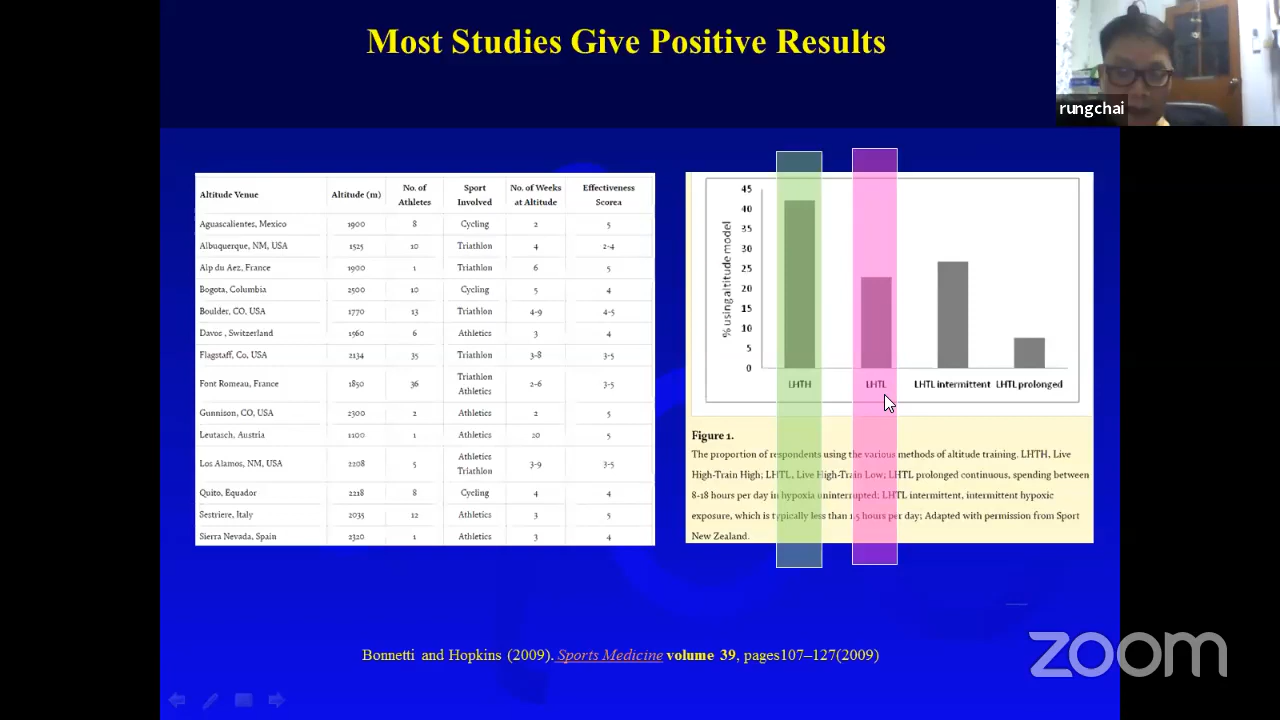 Most Studies Give Positive Results
rungchai
Altitude Venue Altitude (m) No. of Athletes Sport Involved No. of Weeks at Altitude Effectiveness Scorea
Aguascalientes, Mexico 1900 8 Cycling 2 5
Albuquerque, NM, USA 1525 10 Triathlon 4 2-4
Alp du Aez, France 1900 1 Triathlon 6 5
Bogota, Columbia 2500 10 Cycling 5 4
Boulder, CO, USA 1770 13 Triathlon 4-9 4-5
Davos , Switzerland 1560 6 Athletics 3 4
Flagstaff, Co, USA 2134 35 Triathlon 3-8 3-5
Font Romeau, France 1850 36 Triathlon Athletics 2-6 3-5
Gunnison, CO, USA 2300 2 Athletics 2 5
Leutasch, Austria 1100 1 Athletics 20 5
Los Alamos, NM, USA 2208 5 Athletics Triathlon 3-9 3-5
Quito, Equador 2218 8 Cycling 4 4
Sestriere, Italy 2035 12 Athletics 3 5
Sierra Nevada, Spain 2320 1 Athletics 3 4
% using altitude model
45
40
35
30
25
20
15
10
5
0
LHTH LHTL LHTL intermittent LHTL prolonged
Figure 1.
The proportion of respondents using the various methods of altitude training. LHTH, Live
High-Train High; LHTL, Live High-Train Low; LHTL prolonged continuous, spending between
8-18 hours per day in hypoxia uninterrupted; LHTL intermittent, intermittent hypoxic
exposure, which is typically less than 1.5 hours per day; Adapted with permission from Sport
New Zealand.
Bonnetti and Hopkins (2009). Sports Medicine volume 39, pages107–127(2009)
zoom